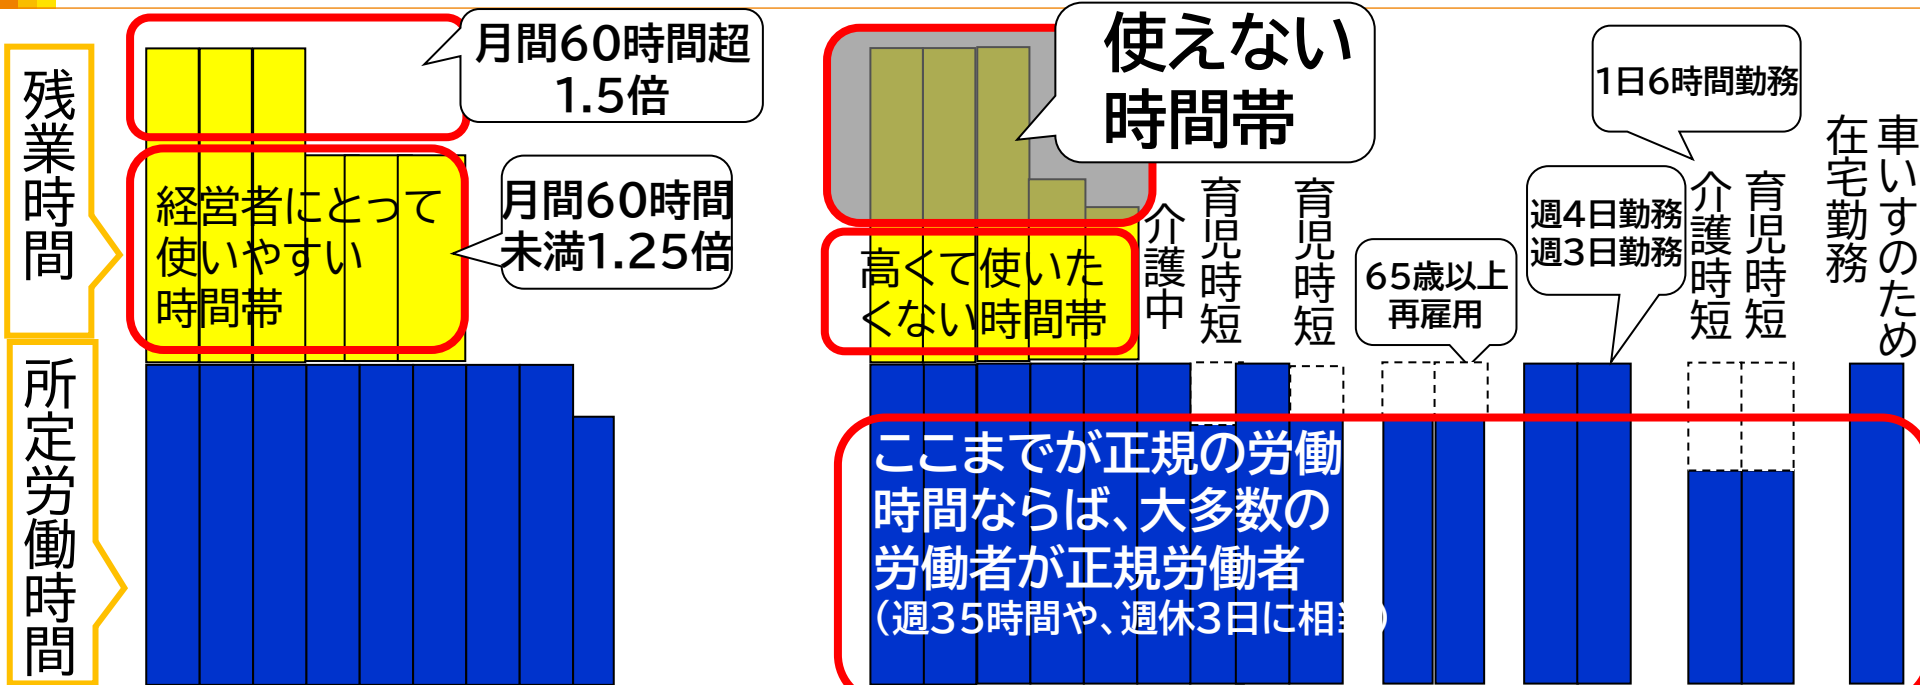 残業時間
所定労働時間
月間60時間超
1.5倍
経営者にとって
使いやすい
時間帯
月間60時間
未満1.25倍
使えない
時間帯
高くて使いた
くない時間帯
介護中
育児時短
育児時短
65歳以上
再雇用
週4日勤務
週3日勤務
1日6時間勤務
介護時短
育児時短
車いすのため
在宅勤務
ここまでが正規の労働
時間ならば、大多数の
労働者が正規労働者
(週35時間や、週休3日に相当)